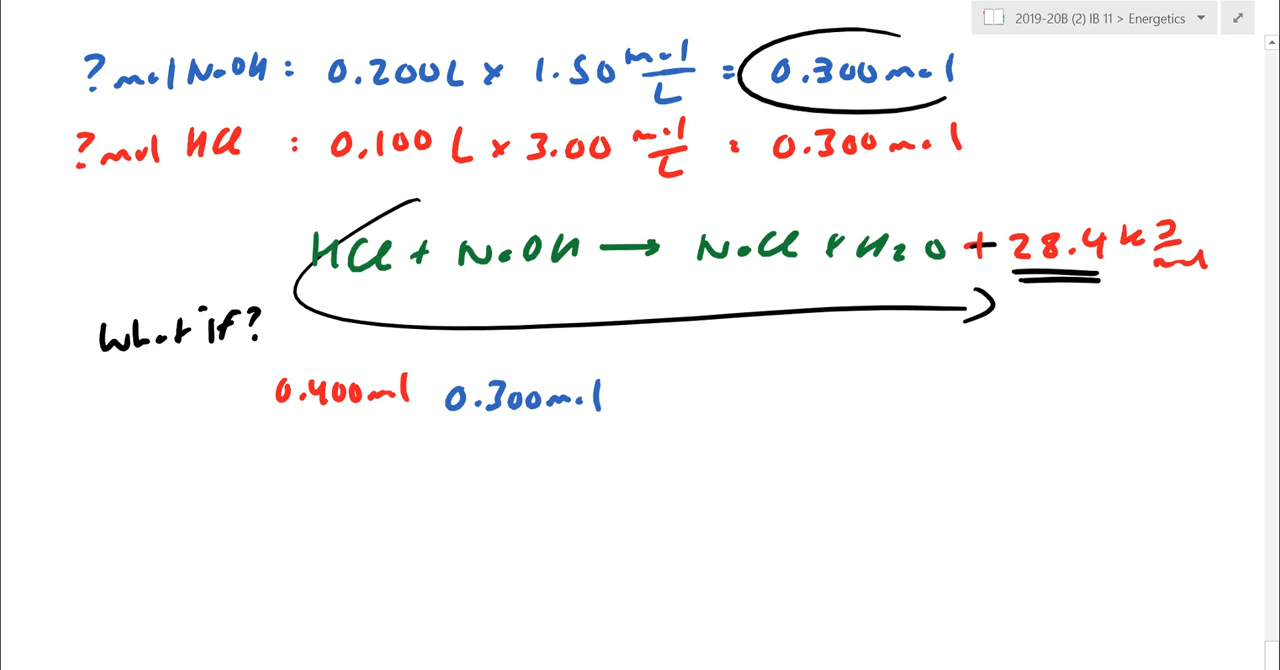 2019-20B (2) IB 11 > Energetics
? mol NaOH : 0.200L x 1.50 mol/L = 0.300 mol
? mol HCl : 0.100 L x 3.00 mol/L = 0.300 mol
HCl + NaOH → NaCl + H2O + 28.4 kJ/mol
What if?
0.400 mol 0.300 mol